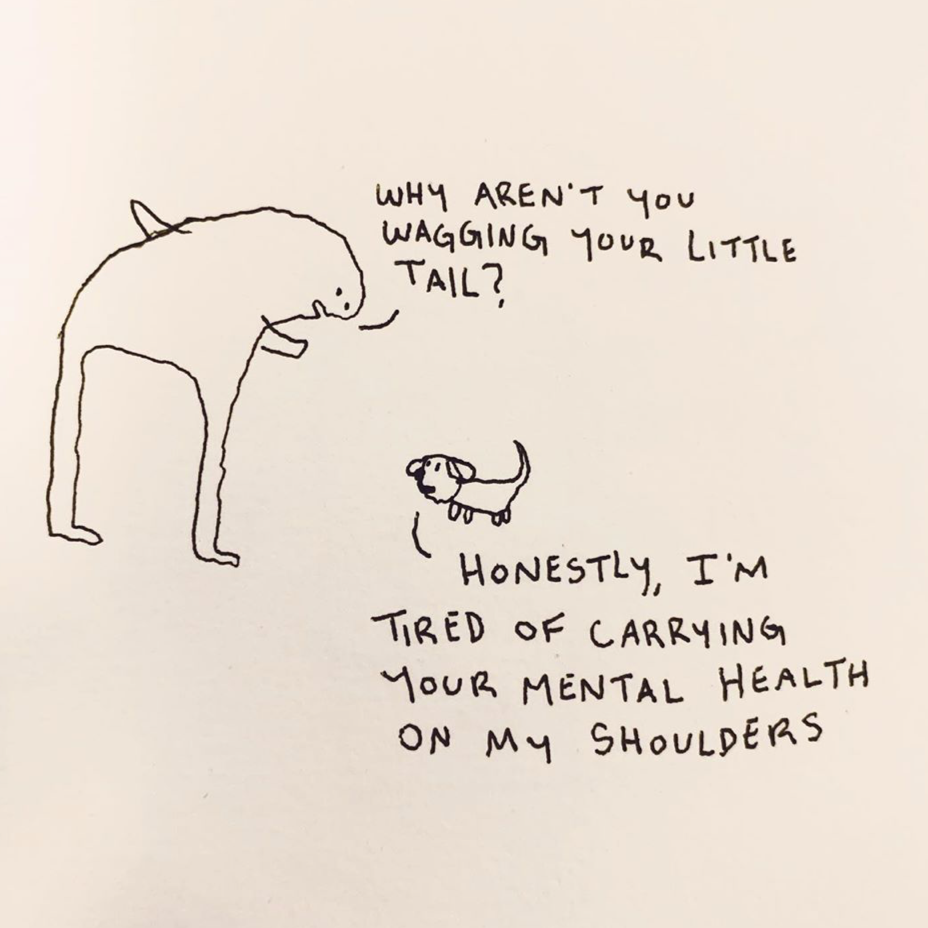 WHY AREN'T YOU
WAGGING YOUR LITTLE
TAIL?
HONESTLY, I'M
TIRED OF CARRYING
YOUR MENTAL HEALTH
ON MY SHOULDERS